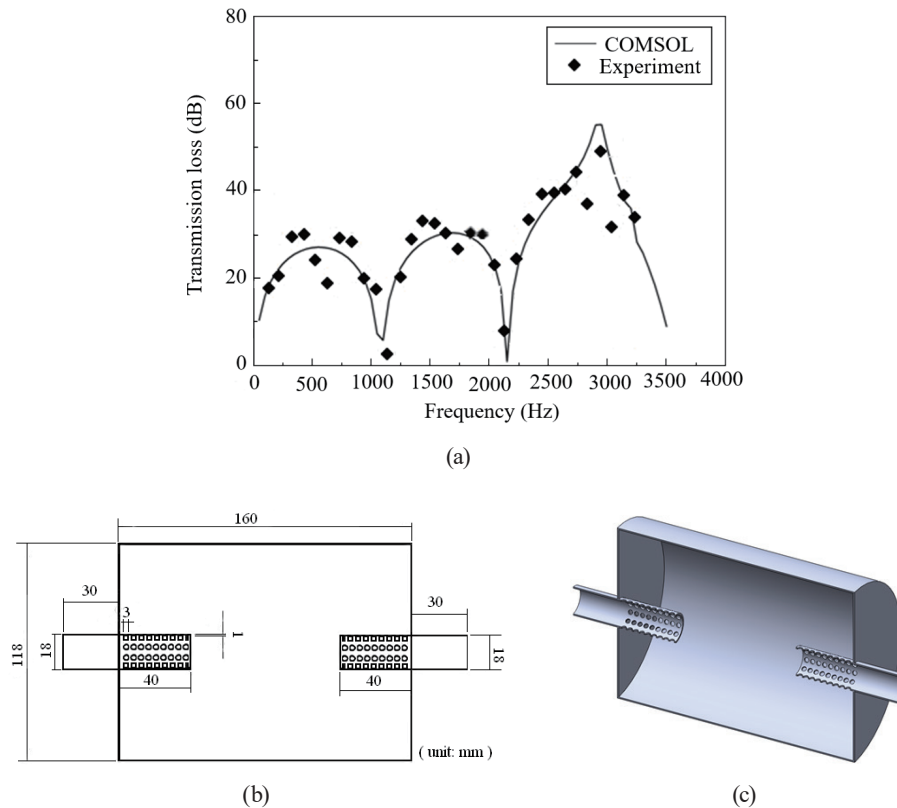 (a)
80
60
40
20
0
Transmission loss (dB)
COMSOL
Experiment
0 500 1000 1500 2000 2500 3000 3500 4000
Frequency (Hz)
(a)
160
30
3
1
30
118
18
18
40
40
( unit: mm )
(b)
(c)